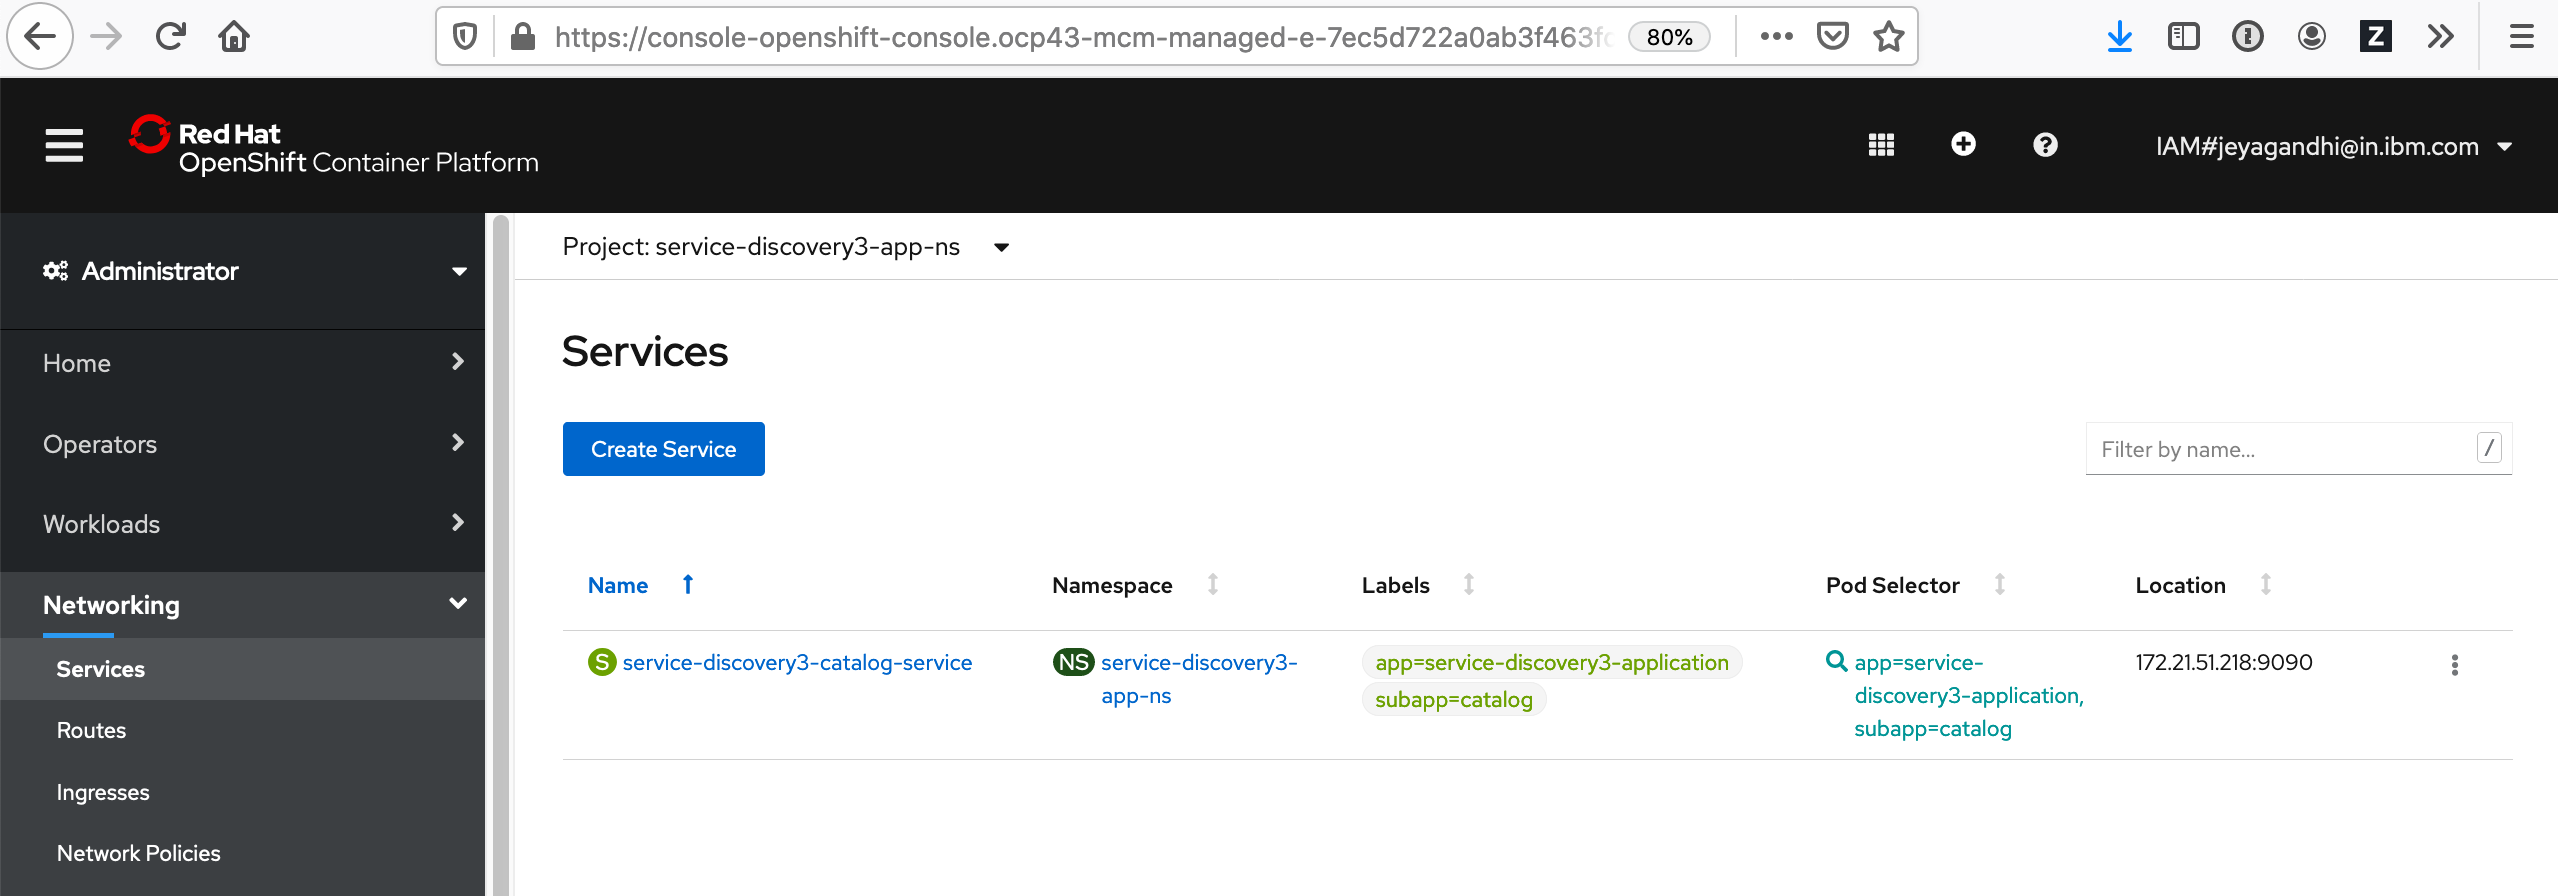 https://console-openshift-console.ocp43-mcm-managed-e-7ec5d722a0ab3f463f
80%
Z
Red Hat
OpenShift Container Platform
IAM#jeyagandhi@in.ibm.com
Administrator
Home
Operators
Workloads
Networking
Services
Routes
Ingresses
Network Policies
Project: service-discovery3-app-ns
Services
Create Service
Filter by name...
/
Name
Namespace
Labels
Pod Selector
Location
S service-discovery3-catalog-service
NS service-discovery3-
app-ns
app=service-discovery3-application
subapp=catalog
app=service-
discovery3-application,
subapp=catalog
172.21.51.218:9090